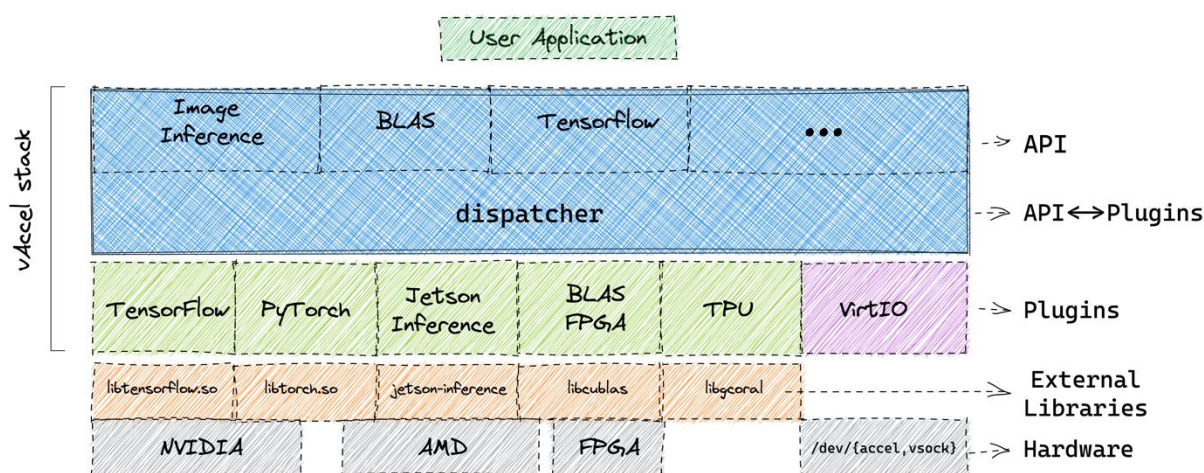 User Application
vAccel stack
Image
Inference
BLAS
Tensorflow
...
API
dispatcher
API↔Plugins
TensorFlow
PyTorch
Jetson
Inference
BLAS
FPGA
TPU
VirtIO
Plugins
libtensorflow.so
libtorch.so
jetson-inference
libcublas
libgcoral
External
Libraries
NVIDIA
AMD
FPGA
/dev/{accel,vsock}
Hardware